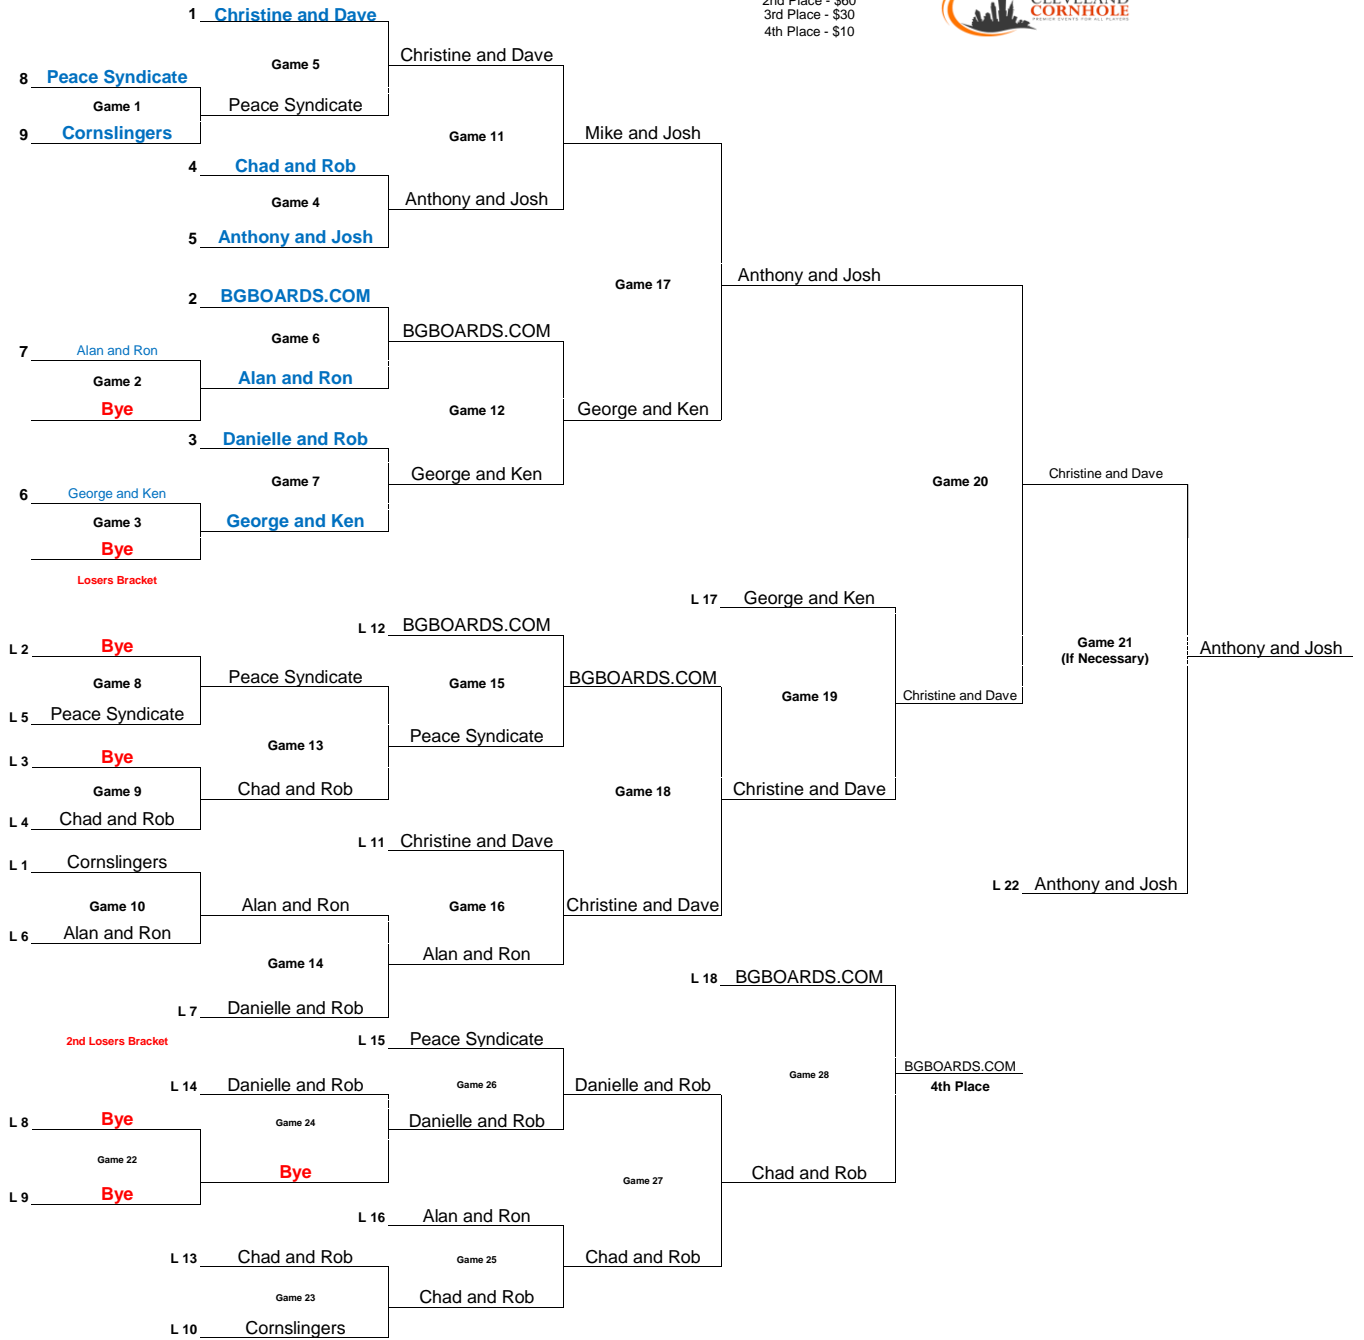 2nd Place - $60
3rd Place - $30
4th Place - $10
CLEVELAND
CORNHOLE
PREMIER EVENTS FOR ALL PLAYERS
1 Christine and Dave
Game 5
Christine and Dave
8 Peace Syndicate
Game 1
Peace Syndicate
9 Cornslingers
Game 11
Mike and Josh
4 Chad and Rob
Game 4
Anthony and Josh
5 Anthony and Josh
Game 17
Anthony and Josh
2 BGBOARDS.COM
Game 6
BGBOARDS.COM
7 Alan and Ron
Game 2
Alan and Ron
Bye
Game 12
George and Ken
3 Danielle and Rob
Game 7
George and Ken
6 George and Ken
Game 3
George and Ken
Bye
Game 20
Christine and Dave
Losers Bracket
L 17 George and Ken
L 12 BGBOARDS.COM
L 2 Bye
Game 8
Peace Syndicate
L 5 Peace Syndicate
Game 15
BGBOARDS.COM
Game 19
Christine and Dave
Game 21
(If Necessary)
Anthony and Josh
L 3 Bye
Game 13
Peace Syndicate
Game 9
Chad and Rob
L 4 Chad and Rob
Game 18
Christine and Dave
L 11 Christine and Dave
L 1 Cornslingers
Game 10
Alan and Ron
L 6 Alan and Ron
Game 16
Christine and Dave
L 22 Anthony and Josh
Game 14
Alan and Ron
L 7 Danielle and Rob
L 18 BGBOARDS.COM
2nd Losers Bracket
L 15 Peace Syndicate
L 14 Danielle and Rob
Game 26
Danielle and Rob
Game 28
BGBOARDS.COM
4th Place
L 8 Bye
Game 24
Danielle and Rob
Game 22
Bye
L 9 Bye
Game 27
Chad and Rob
L 16 Alan and Ron
L 13 Chad and Rob
Game 25
Chad and Rob
Game 23
Chad and Rob
L 10 Cornslingers